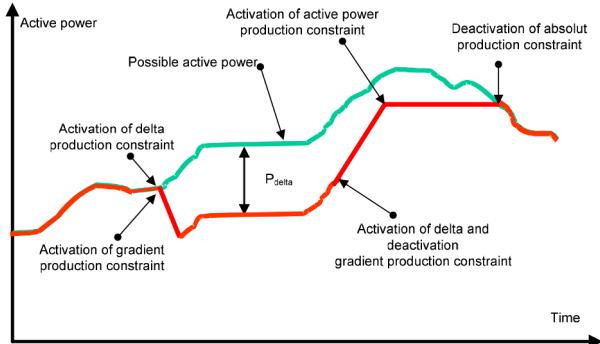 Active power
Activation of active power
production constraint
Deactivation of absolut
production constraint
Possible active power
Activation of delta
production constraint
Pdelta
Activation of gradient
production constraint
Activation of delta and
deactivation
gradient production constraint
Time